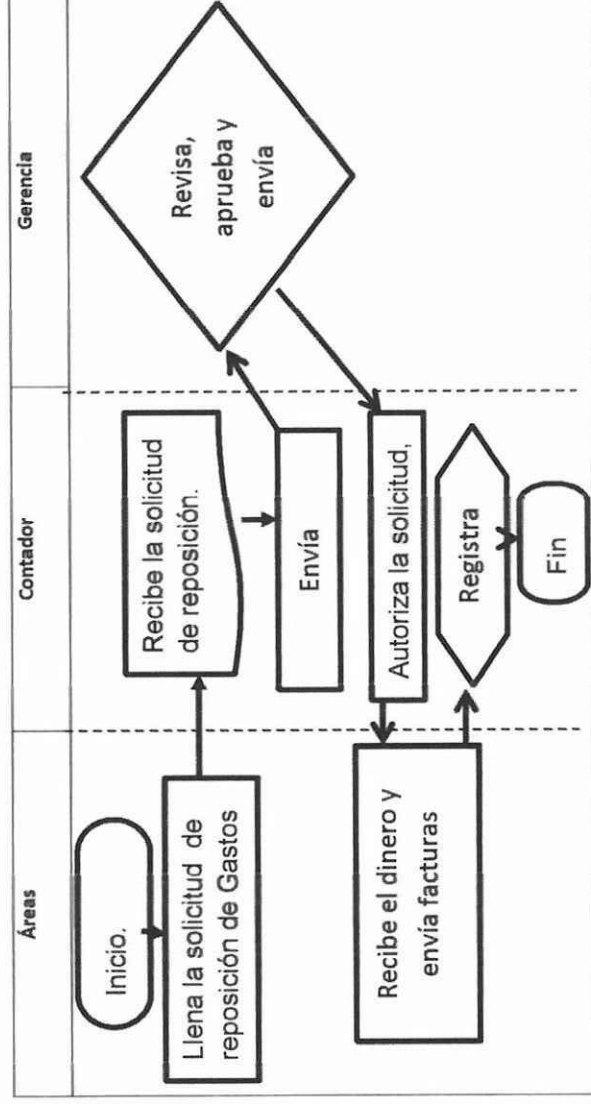 Áreas
Contador
Gerencia
Inicio.
Llena la solicitud de
reposición de Gastos
Recibe la solicitud
de reposición.
Envía
Revisa,
aprueba y
envía
Autoriza la solicitud,
Recibe el dinero y
envía facturas
Registra
Fin